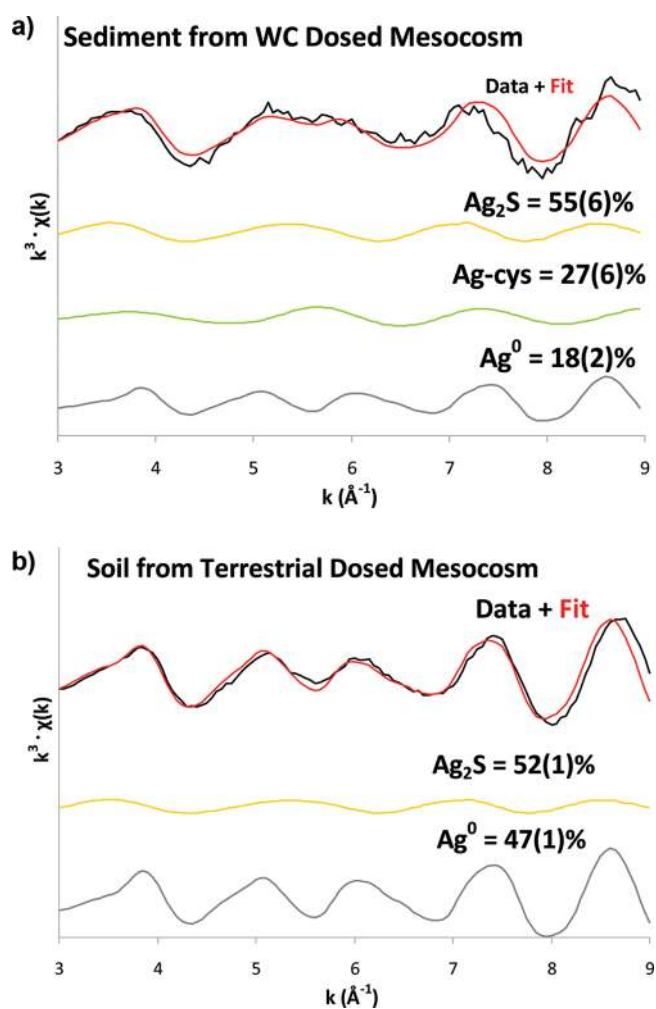 a)
Sediment from WC Dosed Mesocosm
Data + Fit
Ag₂S = 55(6)%
Ag-cys = 27(6)%
Ag⁰ = 18(2)%
k³ · χ(k)
3 4 5 6 7 8 9
k (Å⁻¹)
b)
Soil from Terrestrial Dosed Mesocosm
Data + Fit
Ag₂S = 52(1)%
Ag⁰ = 47(1)%
k³ · χ(k)
3 4 5 6 7 8 9
k (Å⁻¹)